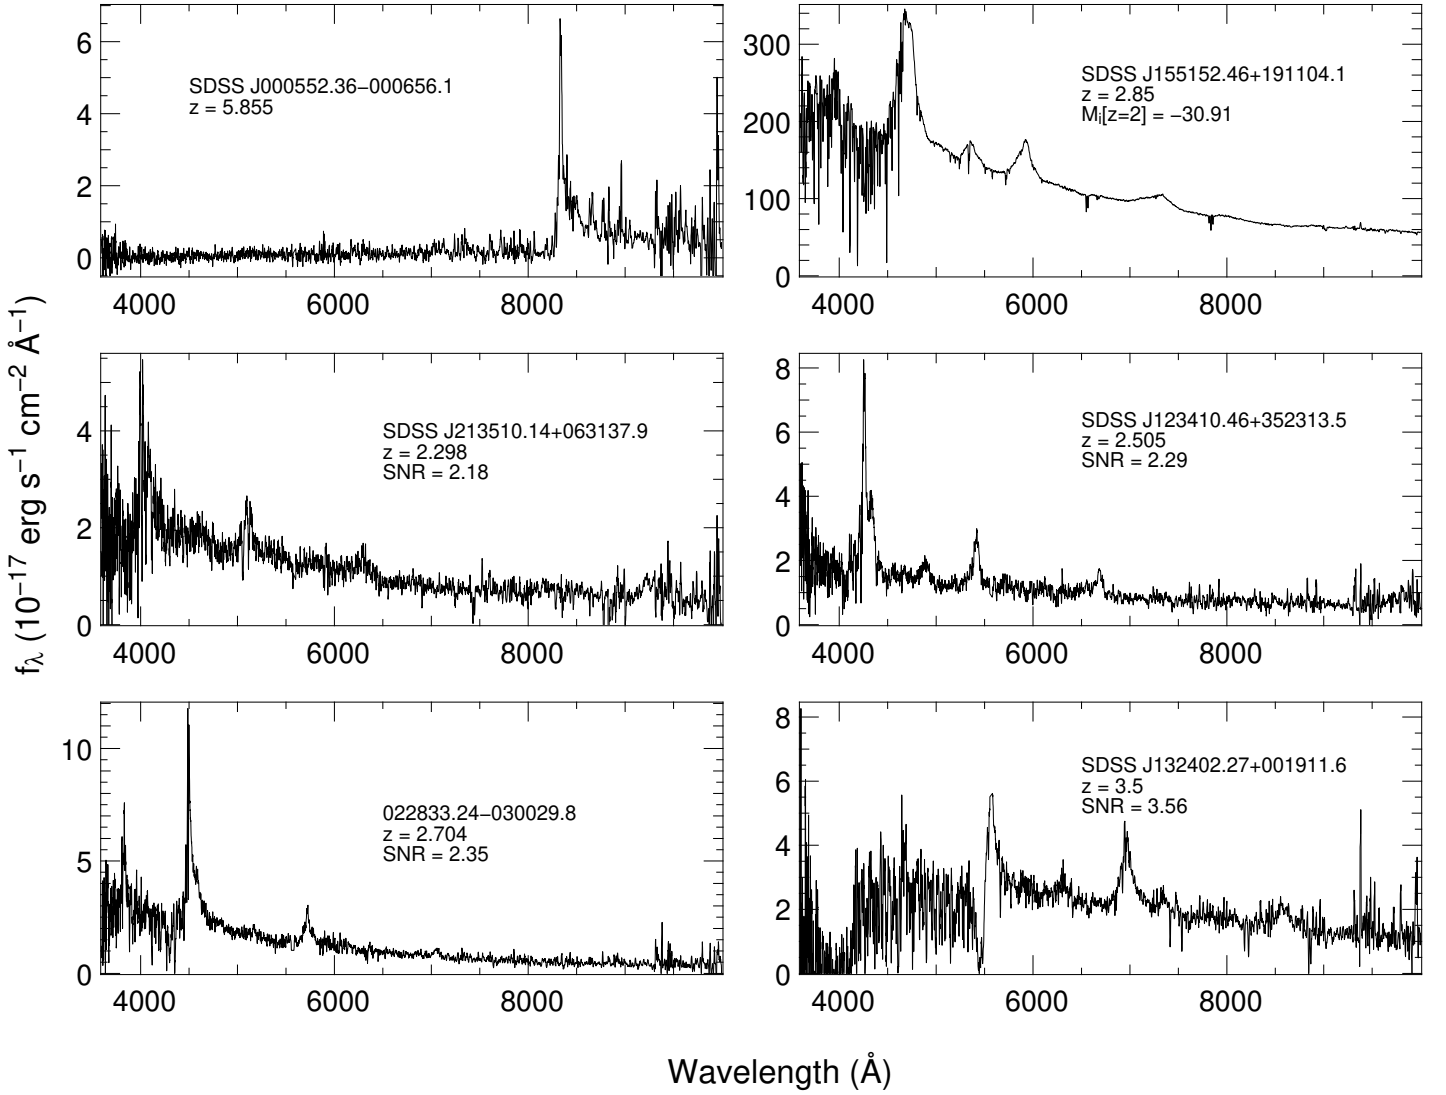 6
4
2
0
SDSS J000552.36−000656.1
z = 5.855
4000
6000
8000
300
200
100
0
SDSS J155152.46+191104.1
z = 2.85
Mi[z=2] = −30.91
4000
6000
8000
4
2
0
SDSS J213510.14+063137.9
z = 2.298
SNR = 2.18
4000
6000
8000
8
6
4
2
0
SDSS J123410.46+352313.5
z = 2.505
SNR = 2.29
4000
6000
8000
10
5
0
022833.24−030029.8
z = 2.704
SNR = 2.35
4000
6000
8000
8
6
4
2
0
SDSS J132402.27+001911.6
z = 3.5
SNR = 3.56
4000
6000
8000
fλ (10−17 erg s−1 cm−2 Å−1)
Wavelength (Å)